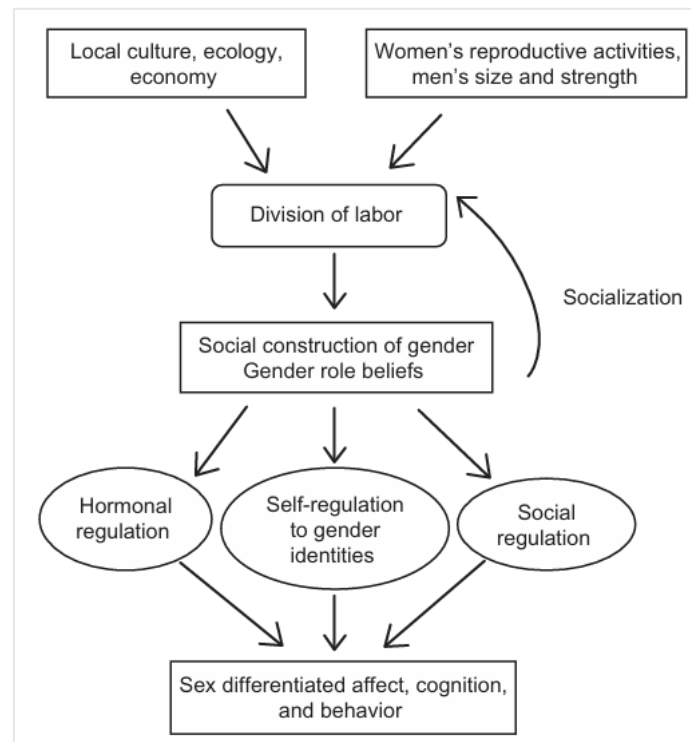 Local culture, ecology,
economy
Women's reproductive activities,
men's size and strength
Division of labor
Socialization
Social construction of gender
Gender role beliefs
Hormonal
regulation
Self-regulation
to gender
identities
Social
regulation
Sex differentiated affect, cognition,
and behavior